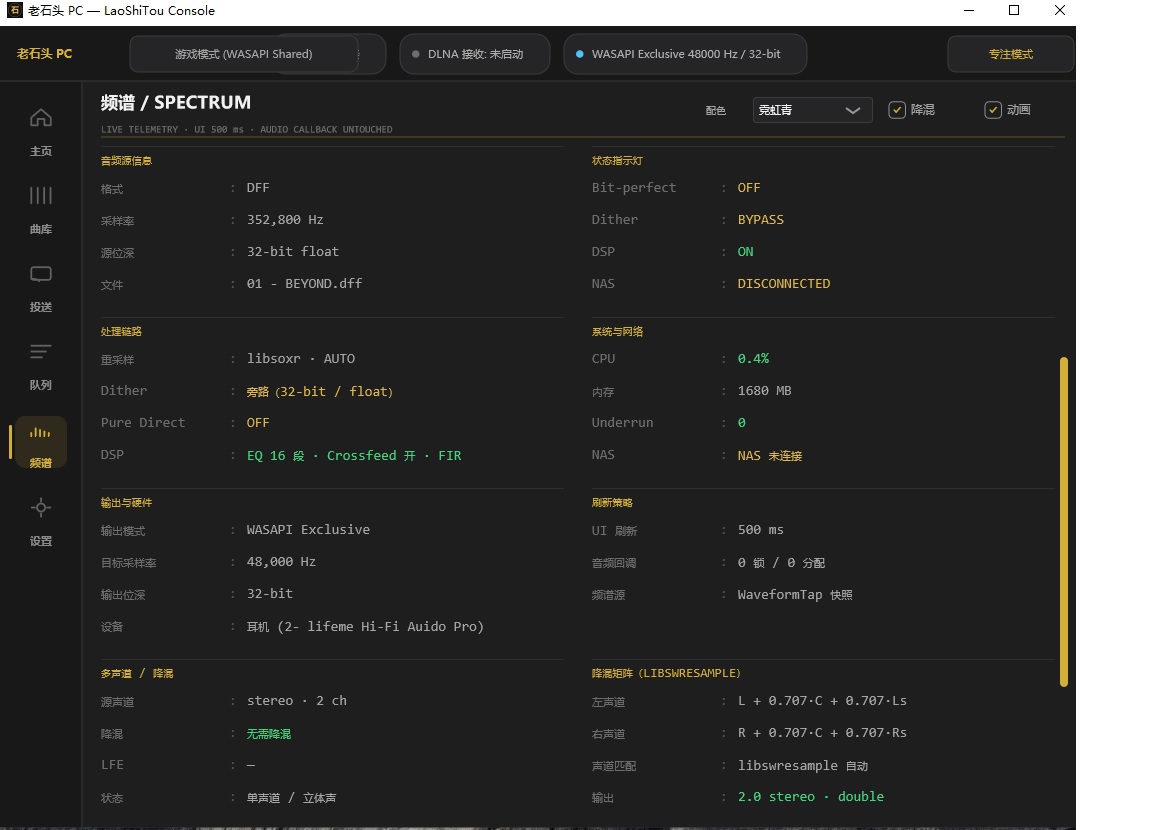 石 老石头 PC — LaoShiTou Console
老石头 PC
游戏模式 (WASAPI Shared)
DLNA 接收: 未启动
WASAPI Exclusive 48000 Hz / 32-bit
专注模式
主页
曲库
投送
队列
频谱
设置
频谱 / SPECTRUM
LIVE TELEMETRY · UI 500 ms · AUDIO CALLBACK UNTOUCHED
配色
霓虹青
降混
动画
音频源信息
格式 : DFF
采样率 : 352,800 Hz
源位深 : 32-bit float
文件 : 01 - BEYOND.dff
状态指示灯
Bit-perfect : OFF
Dither : BYPASS
DSP : ON
NAS : DISCONNECTED
处理链路
重采样 : libsoxr · AUTO
Dither : 旁路 (32-bit / float)
Pure Direct : OFF
DSP : EQ 16 段 · Crossfeed 开 · FIR
系统与网络
CPU : 0.4%
内存 : 1680 MB
Underrun : 0
NAS : NAS 未连接
输出与硬件
输出模式 : WASAPI Exclusive
目标采样率 : 48,000 Hz
输出位深 : 32-bit
设备 : 耳机 (2- lifeme Hi-Fi Auido Pro)
刷新策略
UI 刷新 : 500 ms
音频回调 : 0 锁 / 0 分配
频谱源 : WaveformTap 快照
多声道 / 降混
源声道 : stereo · 2 ch
降混 : 无需降混
LFE : —
状态 : 单声道 / 立体声
降混矩阵 (LIBSWRESAMPLE)
左声道 : L + 0.707·C + 0.707·Ls
右声道 : R + 0.707·C + 0.707·Rs
声道匹配 : libswresample 自动
输出 : 2.0 stereo · double